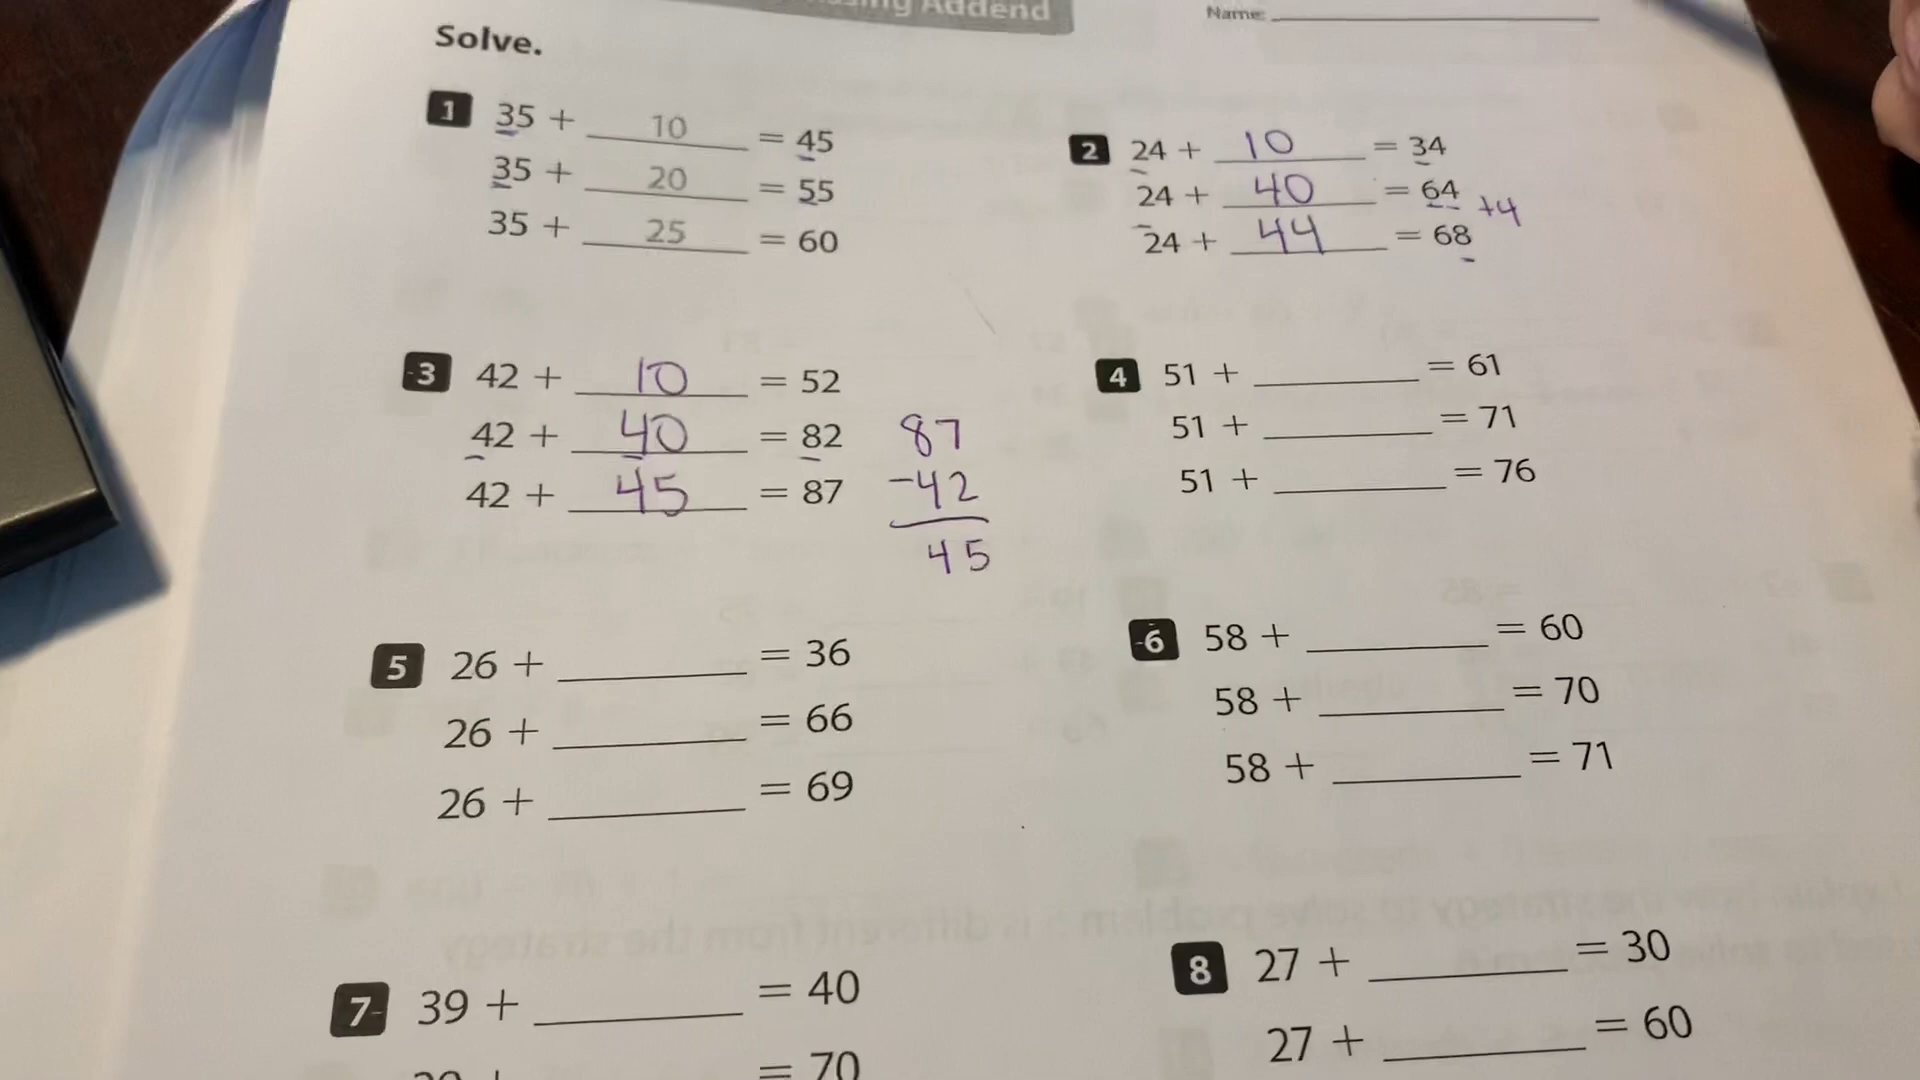 Addend
Name:
Solve.
1 35 + 10 = 45
35 + 20 = 55
35 + 25 = 60
2 24 + 10 = 34
24 + 40 = 64
+4
24 + 44 = 68
3 42 + 10 = 52
42 + 40 = 82
42 + 45 = 87
87
-42
45
4 51 + = 61
51 + = 71
51 + = 76
5 26 + = 36
26 + = 66
26 + = 69
6 58 + = 60
58 + = 70
58 + = 71
7 39 + = 40
= 70
8 27 + = 30
27 + = 60